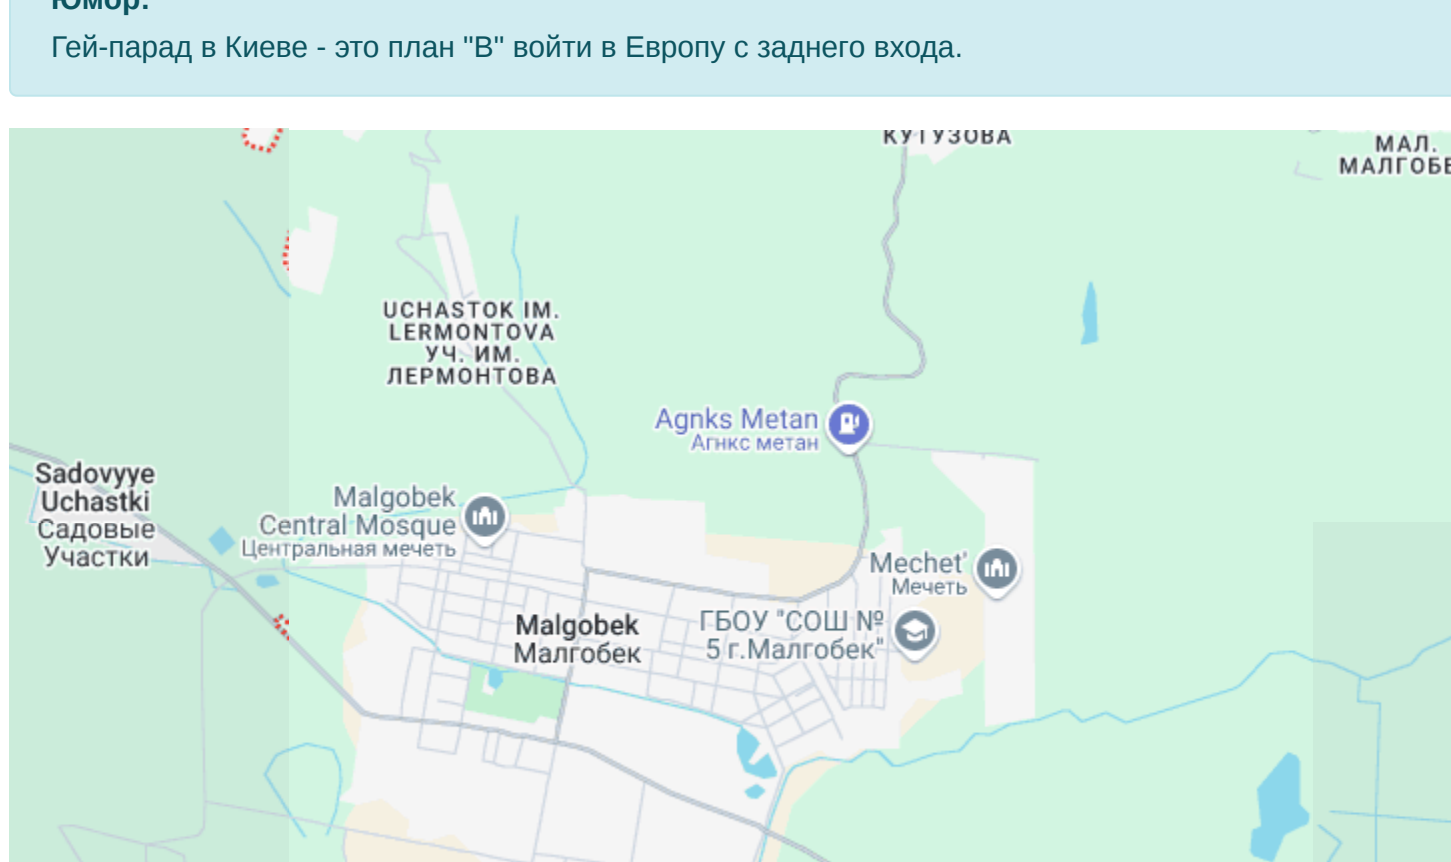 Юмор:
Гей-парад в Киеве - это план "В" войти в Европу с заднего входа.
КУТУЗОВА
МАЛ.
UCHASTOK IM.
LERMONTOVA
УЧ. ИМ.
ЛЕРМОНТОВА
Agnks Metan
Агнкс метан
Sadovyye
Uchastki
Садовые
Участки
Malgobek
Central Mosque
Центральная мечеть
Mechet'
Мечеть
Malgobek
Малгобек
ГБОУ "СОШ №
5 г.Малгобек"